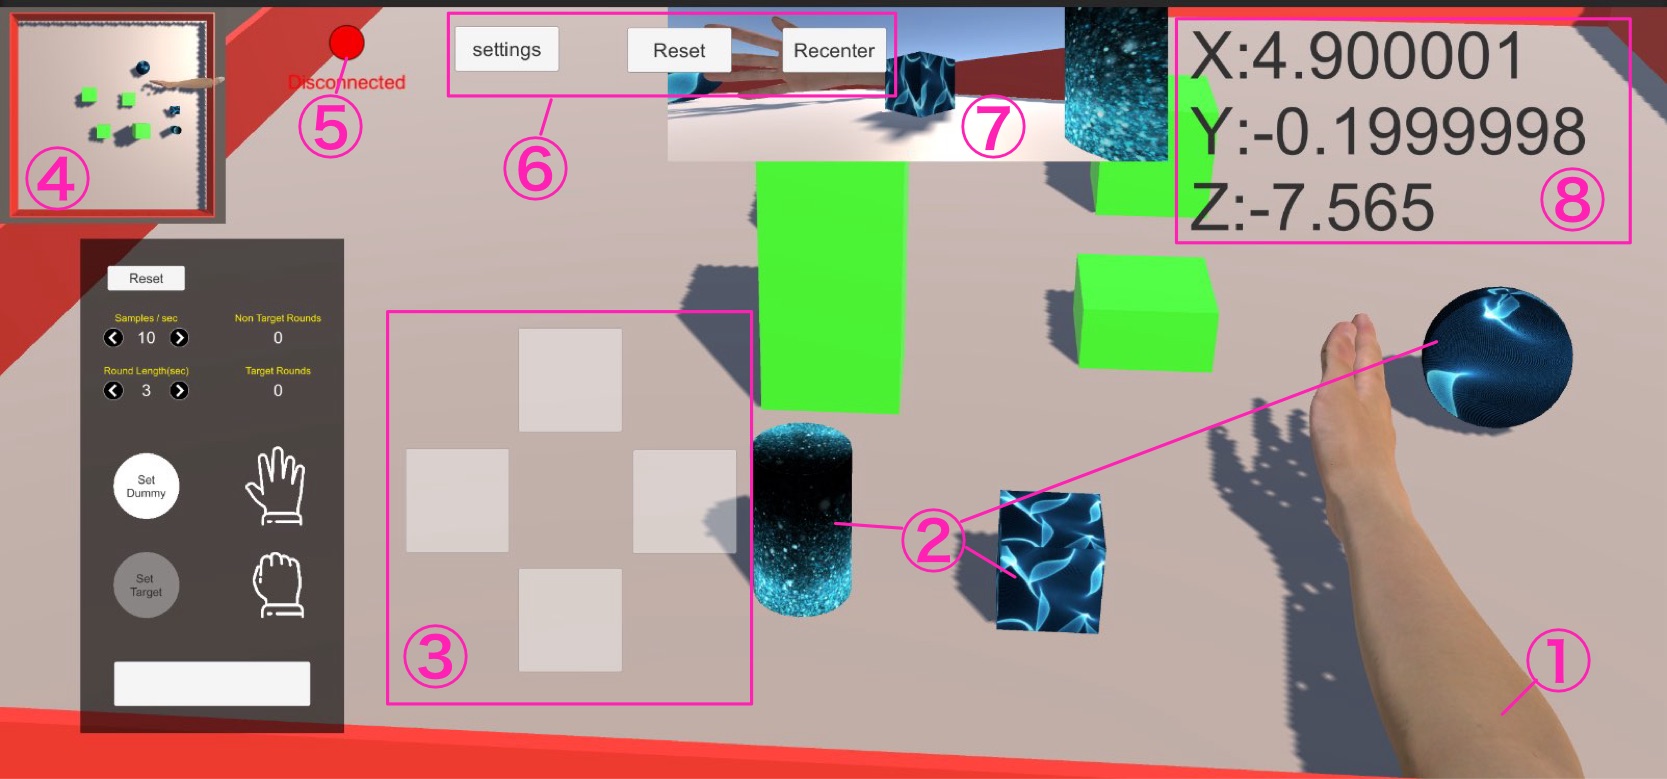 settings
Reset
Recenter
Disconnected
X:4.900001
Y:-0.1999998
Z:-7.565
④
⑤
⑥
⑦
⑧
Reset
Samples / sec
10
Non Target Rounds
0
Round Length(sec)
3
Target Rounds
0
Set
Dummy
Set
Target
③
②
①